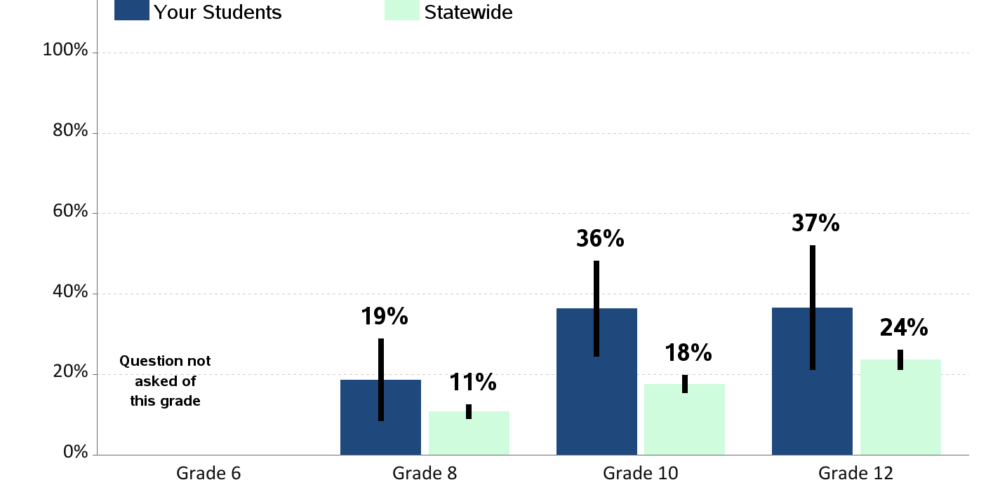 Your Students Statewide
100%
80%
60%
40%
20%
0%
Question not
asked of
this grade
19%
11%
36%
18%
37%
24%
Grade 6 Grade 8 Grade 10 Grade 12